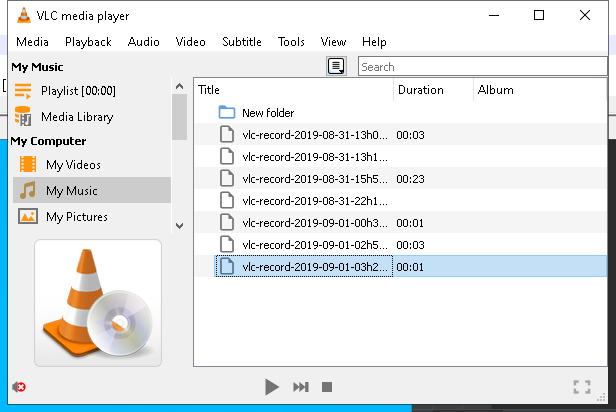 VLC media player
Media Playback Audio Video Subtitle Tools View Help
My Music
Search
Playlist [00:00]
Media Library
My Computer
My Videos
My Music
My Pictures
Title Duration Album
New folder
vlc-record-2019-08-31-13h0... 00:03
vlc-record-2019-08-31-13h1...
vlc-record-2019-08-31-15h5... 00:23
vlc-record-2019-08-31-22h1...
vlc-record-2019-09-01-00h3... 00:01
vlc-record-2019-09-01-02h5... 00:03
vlc-record-2019-09-01-03h2... 00:01